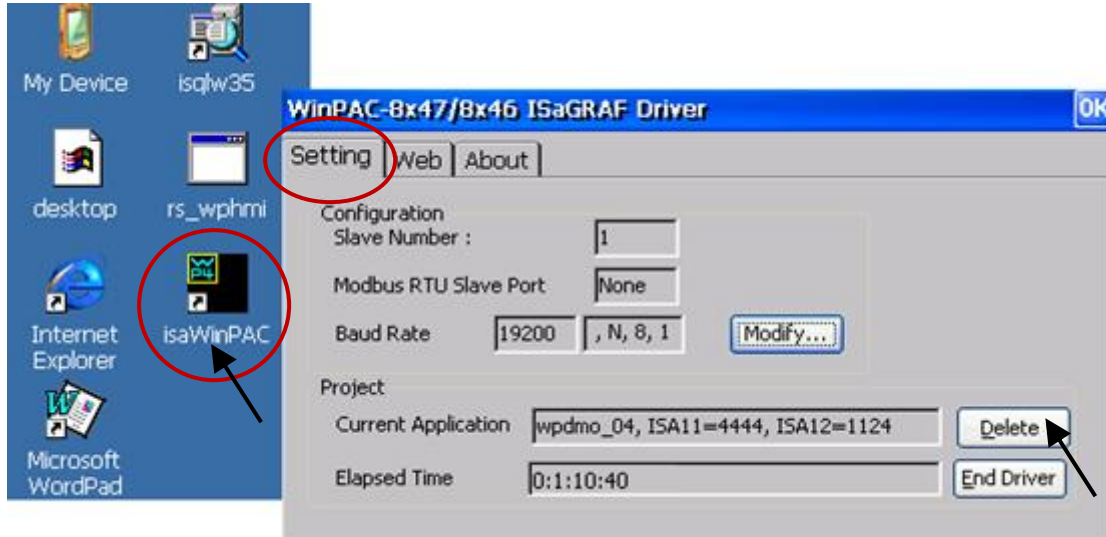 My Device
isqlw35
desktop
rs_wphmi
Internet
Explorer
isaWinPAC
Microsoft
WordPad
WinPAC-8x47/8x46 ISaGRAF Driver
OK
Setting
Web
About
Configuration
Slave Number :
1
Modbus RTU Slave Port
None
Baud Rate
19200
, N, 8, 1
Modify...
Project
Current Application
wpdmo_04, ISA11=4444, ISA12=1124
Delete
Elapsed Time
0:1:10:40
End Driver